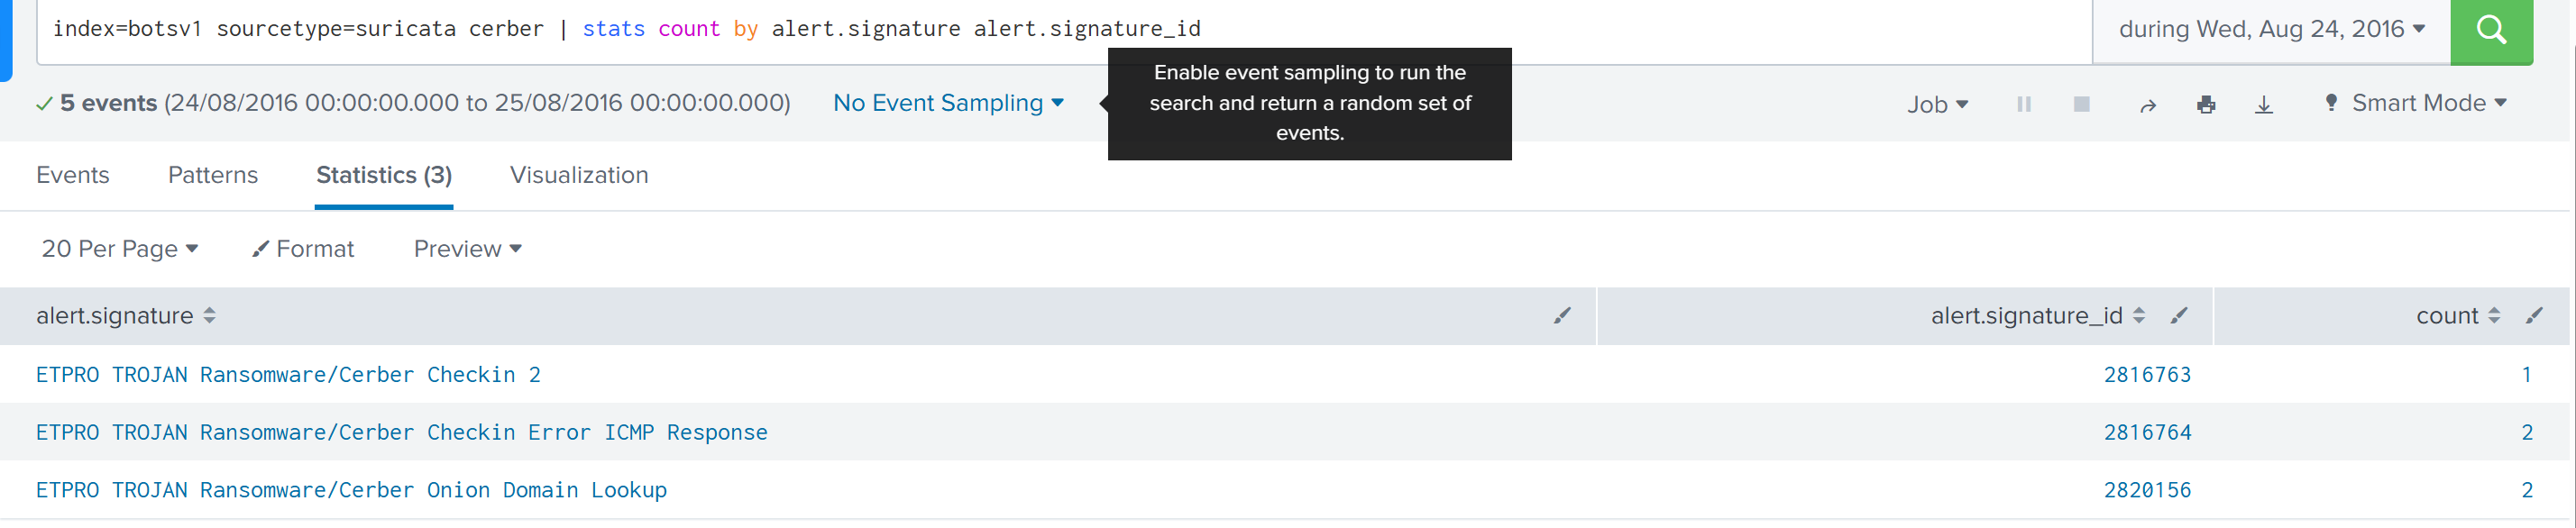 index=botsv1 sourcetype=suricata cerber | stats count by alert.signature alert.signature_id
during Wed, Aug 24, 2016
5 events (24/08/2016 00:00:00.000 to 25/08/2016 00:00:00.000)
No Event Sampling
Enable event sampling to run the
search and return a random set of
events.
Job
Smart Mode
Events
Patterns
Statistics (3)
Visualization
20 Per Page
Format
Preview
alert.signature
alert.signature_id
count
ETPRO TROJAN Ransomware/Cerber Checkin 2
2816763
1
ETPRO TROJAN Ransomware/Cerber Checkin Error ICMP Response
2816764
2
ETPRO TROJAN Ransomware/Cerber Onion Domain Lookup
2820156
2